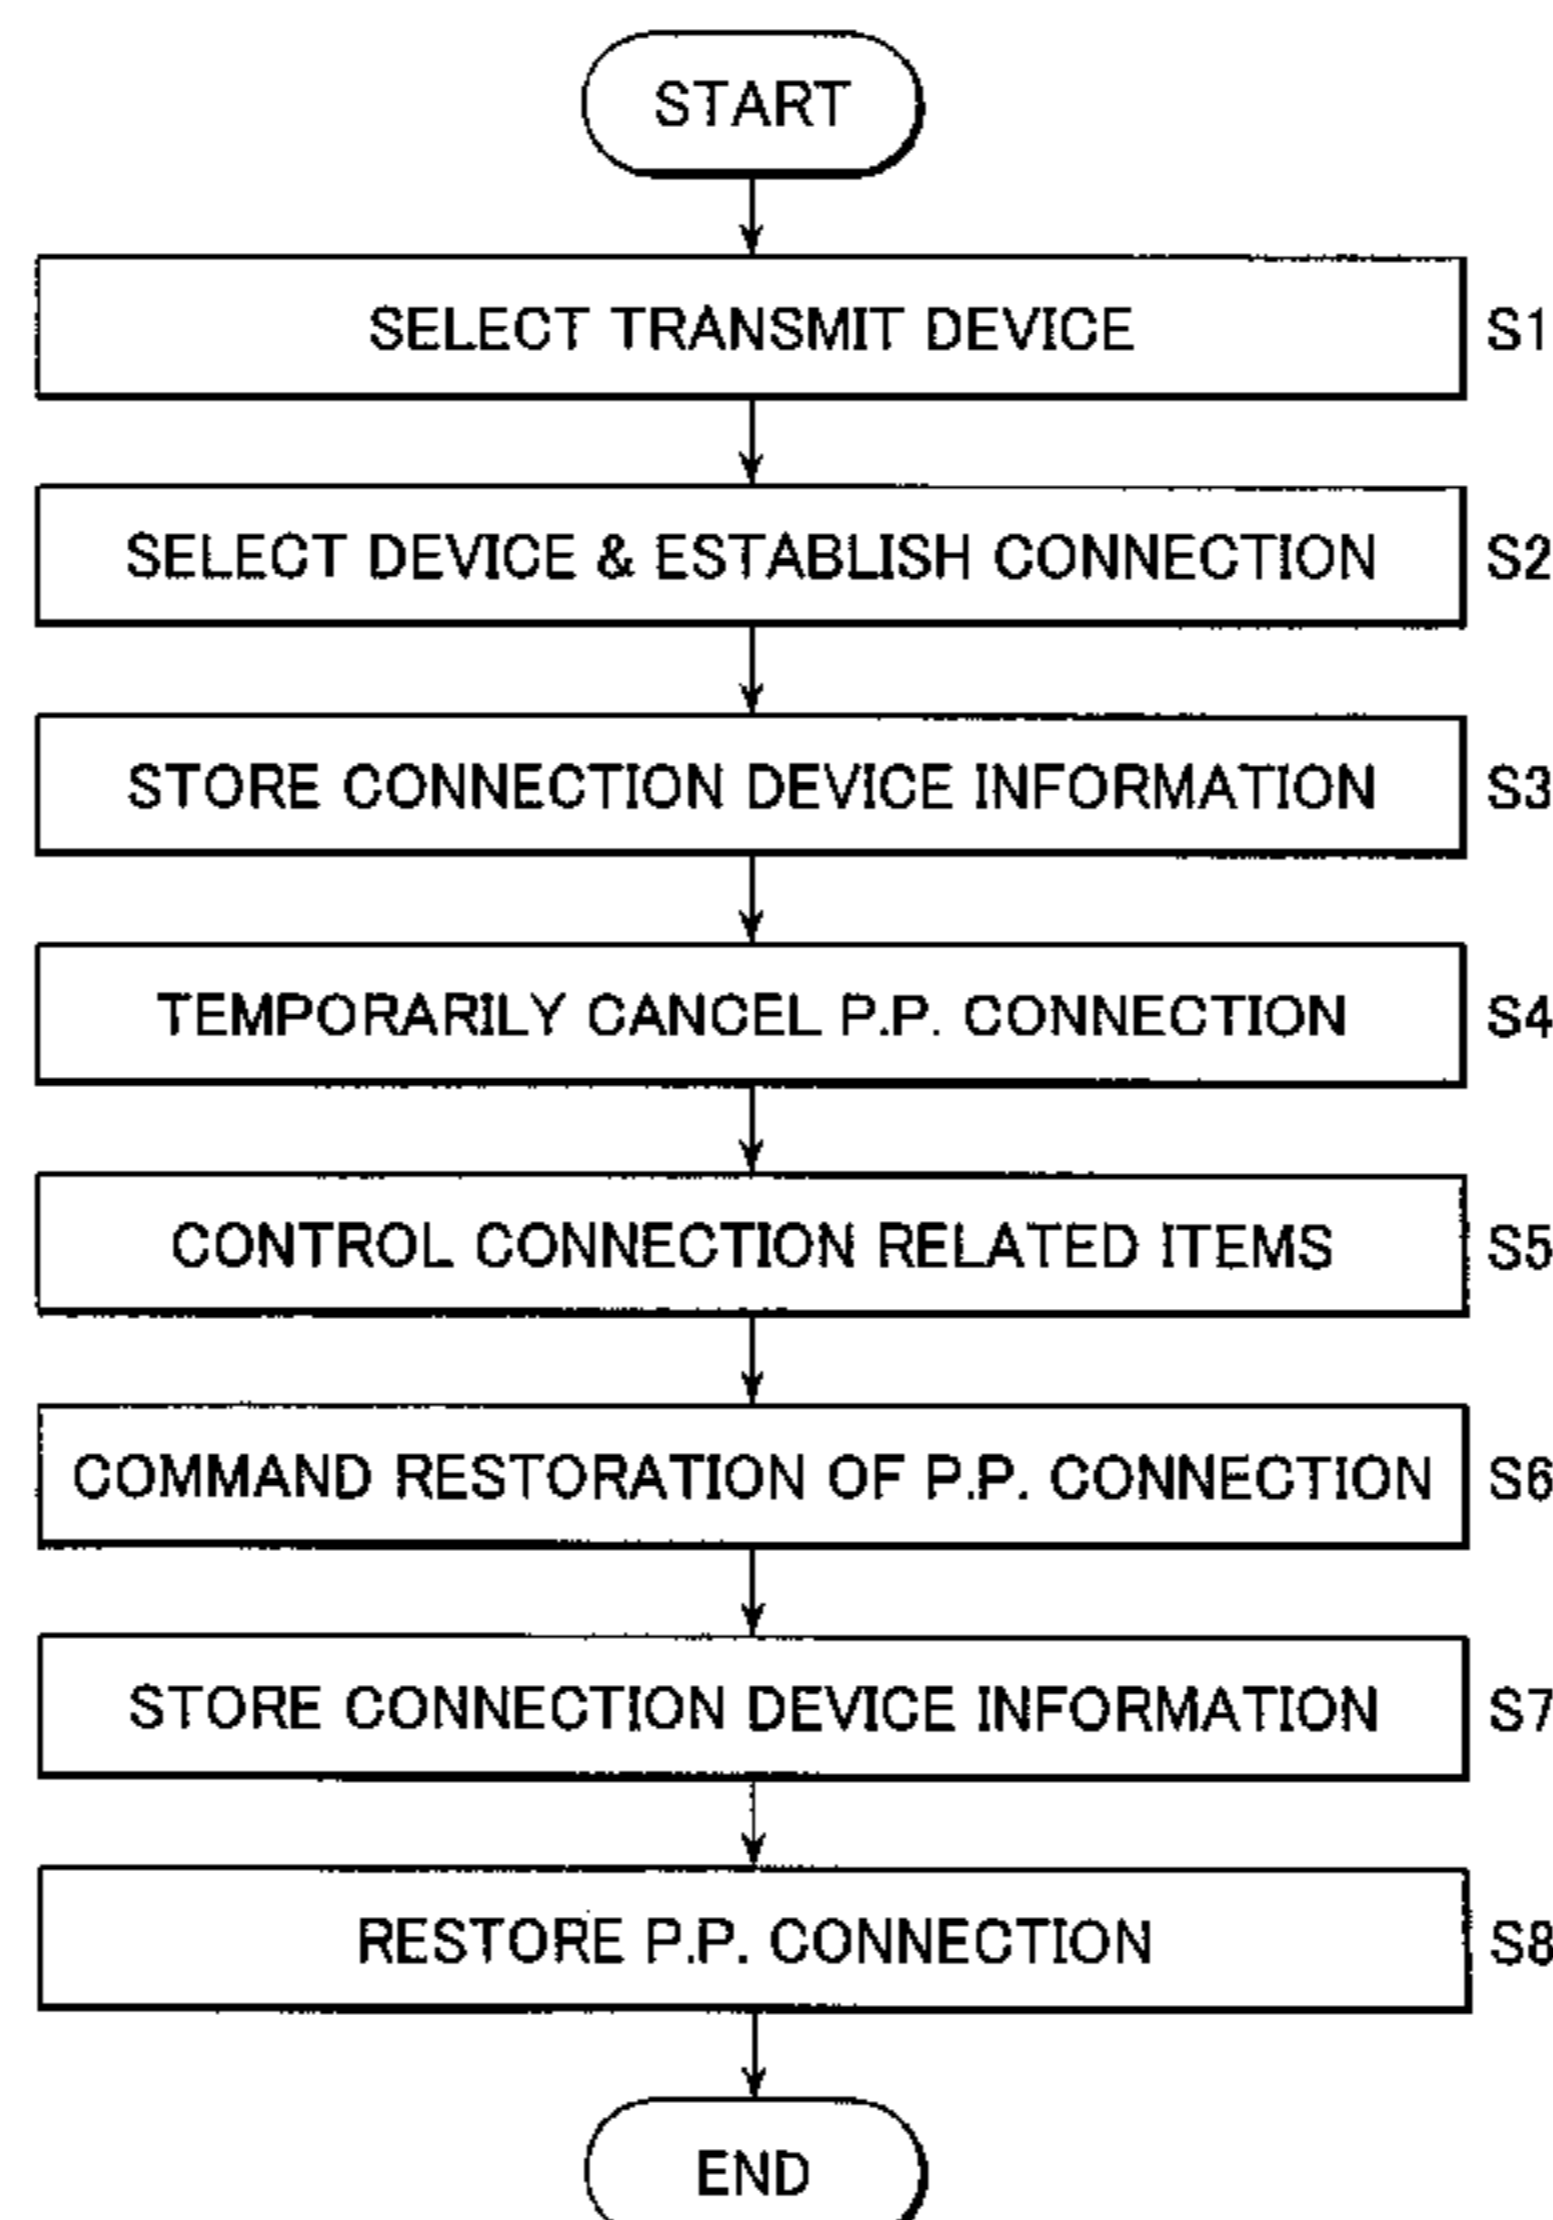 START
SELECT TRANSMIT DEVICE S1
SELECT DEVICE & ESTABLISH CONNECTION S2
STORE CONNECTION DEVICE INFORMATION S3
TEMPORARILY CANCEL P.P. CONNECTION S4
CONTROL CONNECTION RELATED ITEMS S5
COMMAND RESTORATION OF P.P. CONNECTION S6
STORE CONNECTION DEVICE INFORMATION S7
RESTORE P.P. CONNECTION S8
END